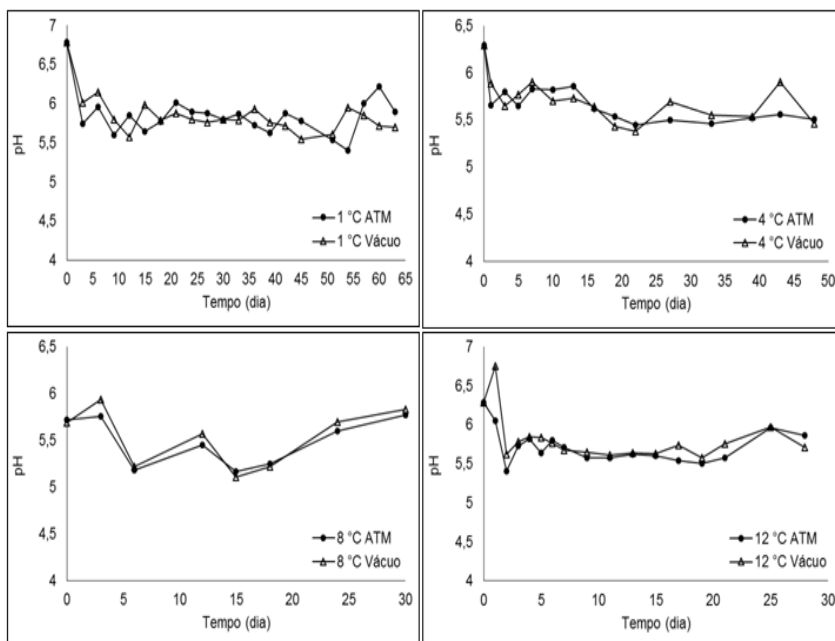 7
6,5
6
5,5
5
4,5
4
pH
0 5 10 15 20 25 30 35 40 45 50 55 60 65
Tempo (dia)
1 °C ATM
1 °C Vácuo
6,5
6
5,5
5
4,5
4
pH
0 5 10 15 20 25 30 35 40 45 50
Tempo (dia)
4 °C ATM
4 °C Vácuo
6,5
6
5,5
5
4,5
4
pH
0 5 10 15 20 25 30
Tempo (dia)
8 °C ATM
8 °C Vácuo
7
6,5
6
5,5
5
4,5
4
pH
0 5 10 15 20 25 30
Tempo (dia)
12 °C ATM
12 °C Vácuo